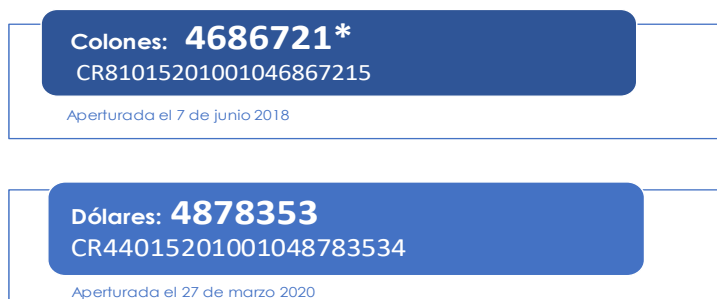 Colones: 4686721*
CR81015201001046867215
Aperturada el 7 de junio 2018
Dólares: 4878353
CR44015201001048783534
Aperturada el 27 de marzo 2020